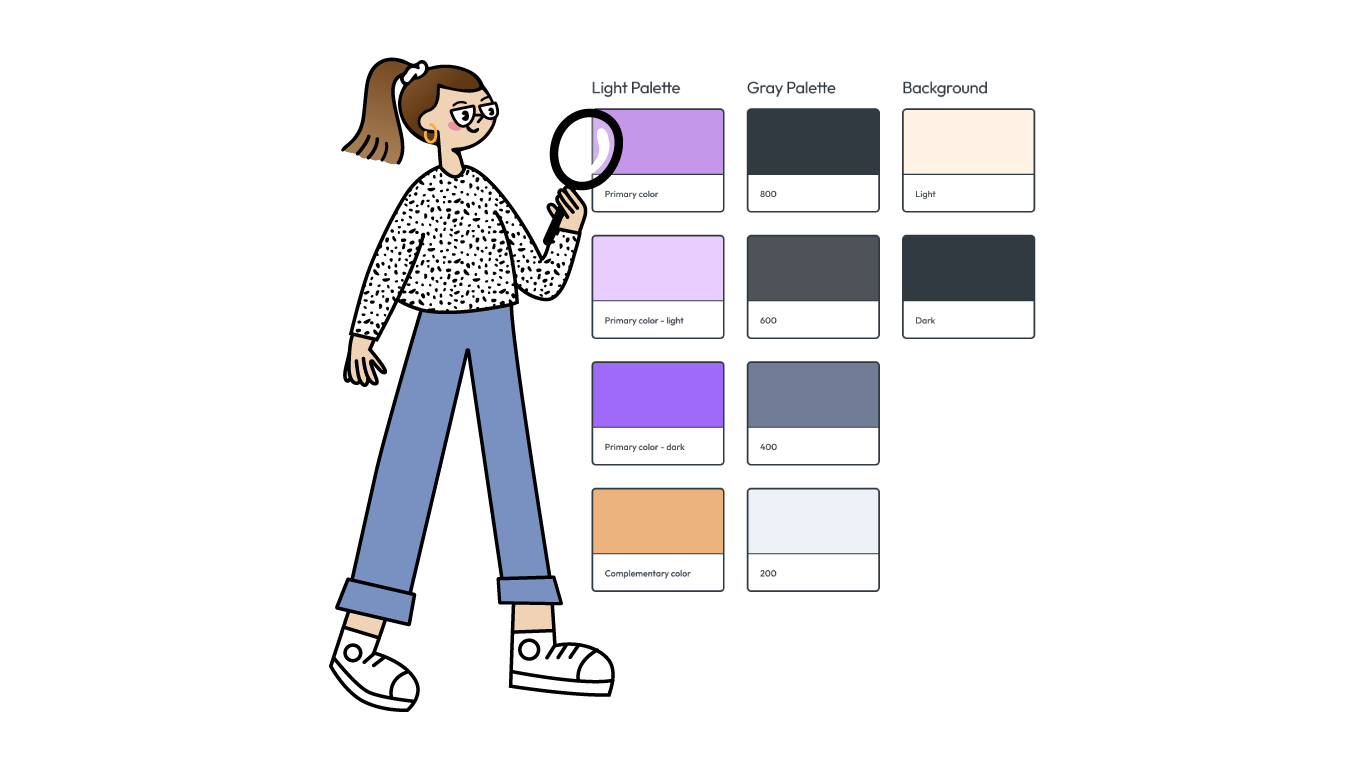 Light Palette
Gray Palette
Background
Primary color
800
Light
Primary color - light
600
Dark
Primary color - dark
400
Complementary color
200